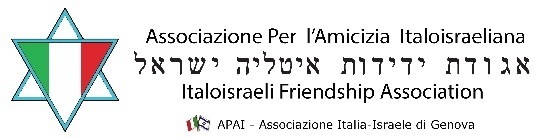 Associazione Per l'Amicizia Italoisraeliana
אגודת ידידות איטליה ישראל
Italoisraeli Friendship Association
APAI - Associazione Italia-Israele di Genova